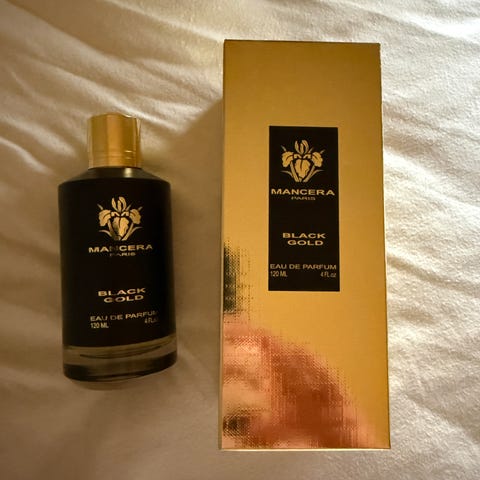 MANCERA
PARIS
BLACK
GOLD
EAU DE PARFUM
120 ML 4 FL.oz
MANCERA
PARIS
BLACK
GOLD
EAU DE PARFUM
120 ML 4 FL.oz